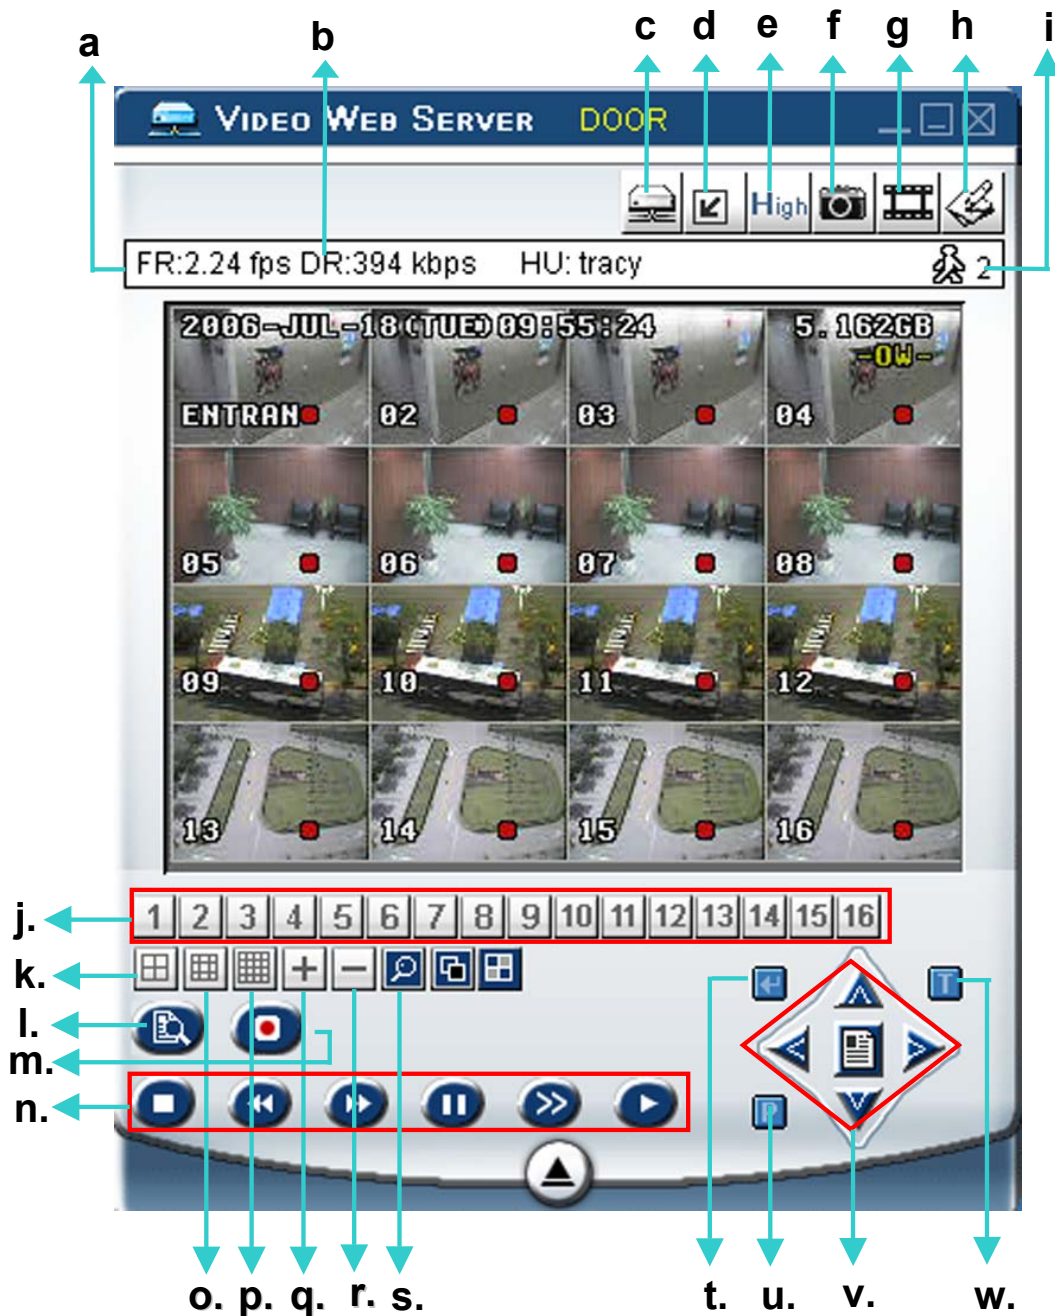 a b c d e f g h i
VIDEO WEB SERVER DOOR
High
FR:2.24 fps DR:394 kbps HU: tracy 2
2006-JUL-18(TUE)09:55:24 5.162GB
-OW-
ENTRAN 02 03 04
05 06 07 08
09 10 11 12
13 14 15 16
j. 1 2 3 4 5 6 7 8 9 10 11 12 13 14 15 16
k.
l. T
m.
n.
P
o. p. q. r. s. t. u. v. w.